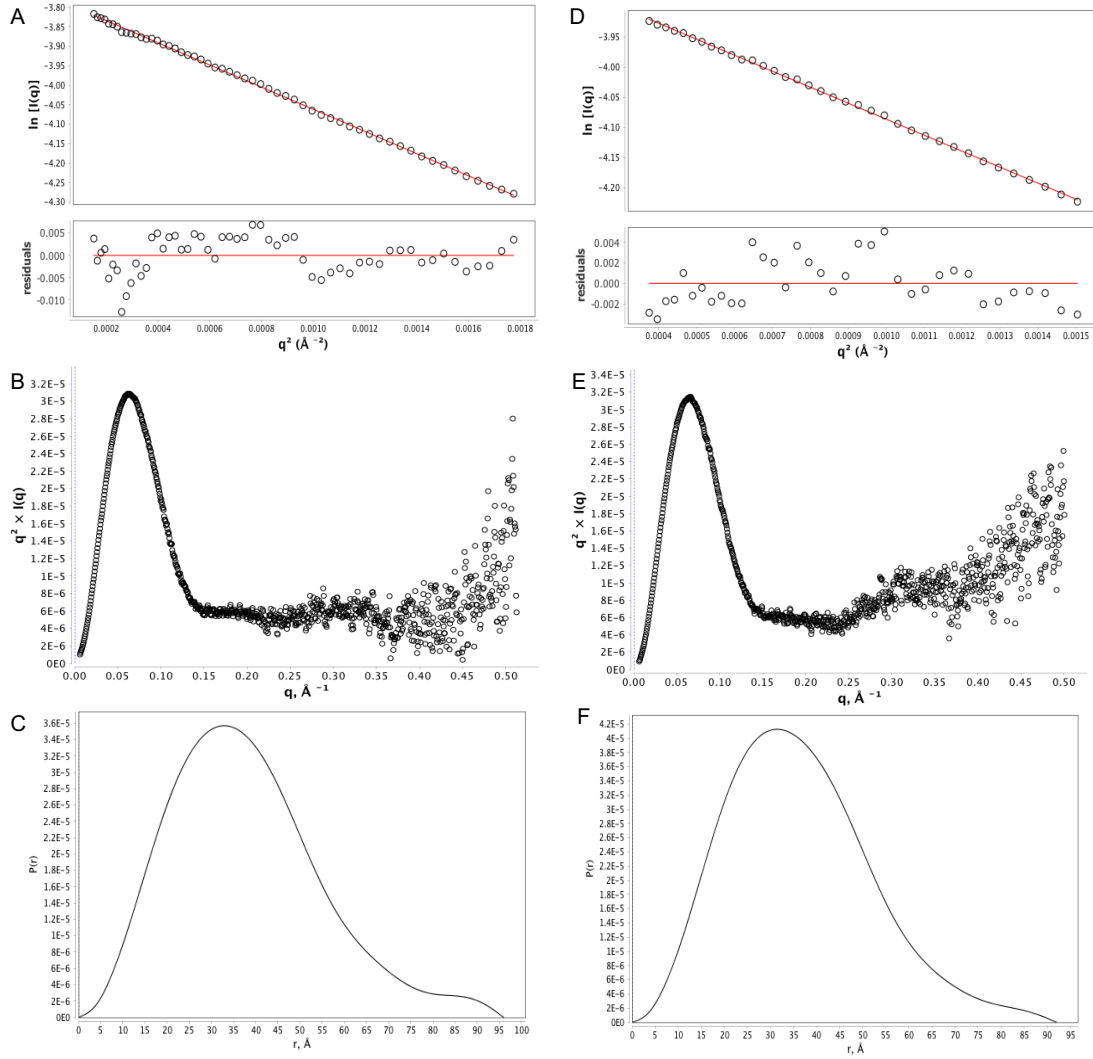 A
ln [I(q)]
-3.80
-3.85
-3.90
-3.95
-4.00
-4.05
-4.10
-4.15
-4.20
-4.25
-4.30
residuals
0.005
0.000
-0.005
-0.010
0.0002 0.0004 0.0006 0.0008 0.0010 0.0012 0.0014 0.0016 0.0018
q² (Å⁻²)
D
ln [I(q)]
-3.95
-4.00
-4.05
-4.10
-4.15
-4.20
residuals
0.004
0.002
0.000
-0.002
0.0004 0.0005 0.0006 0.0007 0.0008 0.0009 0.0010 0.0011 0.0012 0.0013 0.0014 0.0015
q² (Å⁻²)
B
q² × I(q)
3.2E-5
2.8E-5
2.6E-5
2.4E-5
2.2E-5
2E-5
1.8E-5
1.6E-5
1.4E-5
1.2E-5
1E-5
8E-6
6E-6
4E-6
2E-6
0E0
0.00 0.05 0.10 0.15 0.20 0.25 0.30 0.35 0.40 0.45 0.50
q, Å⁻¹
E
q² × I(q)
3.4E-5
3.2E-5
3E-5
2.8E-5
2.6E-5
2.4E-5
2.2E-5
2E-5
1.8E-5
1.6E-5
1.4E-5
1.2E-5
1E-5
8E-6
6E-6
4E-6
2E-6
0E0
0.00 0.05 0.10 0.15 0.20 0.25 0.30 0.35 0.40 0.45 0.50
q, Å⁻¹
C
P(r)
3.6E-5
3.4E-5
3.2E-5
2.8E-5
2.6E-5
2.4E-5
2.2E-5
2E-5
1.8E-5
1.6E-5
1.4E-5
1.2E-5
1E-5
8E-6
6E-6
4E-6
2E-6
0E0
0 5 10 15 20 25 30 35 40 45 50 55 60 65 70 75 80 85 90 95 100
r, Å
F
P(r)
4.2E-5
4E-5
3.8E-5
3.6E-5
3.4E-5
3.2E-5
3E-5
2.8E-5
2.6E-5
2.4E-5
2.2E-5
2E-5
1.8E-5
1.6E-5
1.4E-5
1.2E-5
1E-5
8E-6
6E-6
4E-6
2E-6
0E0
0 5 10 15 20 25 30 35 40 45 50 55 60 65 70 75 80 85 90 95
r, Å